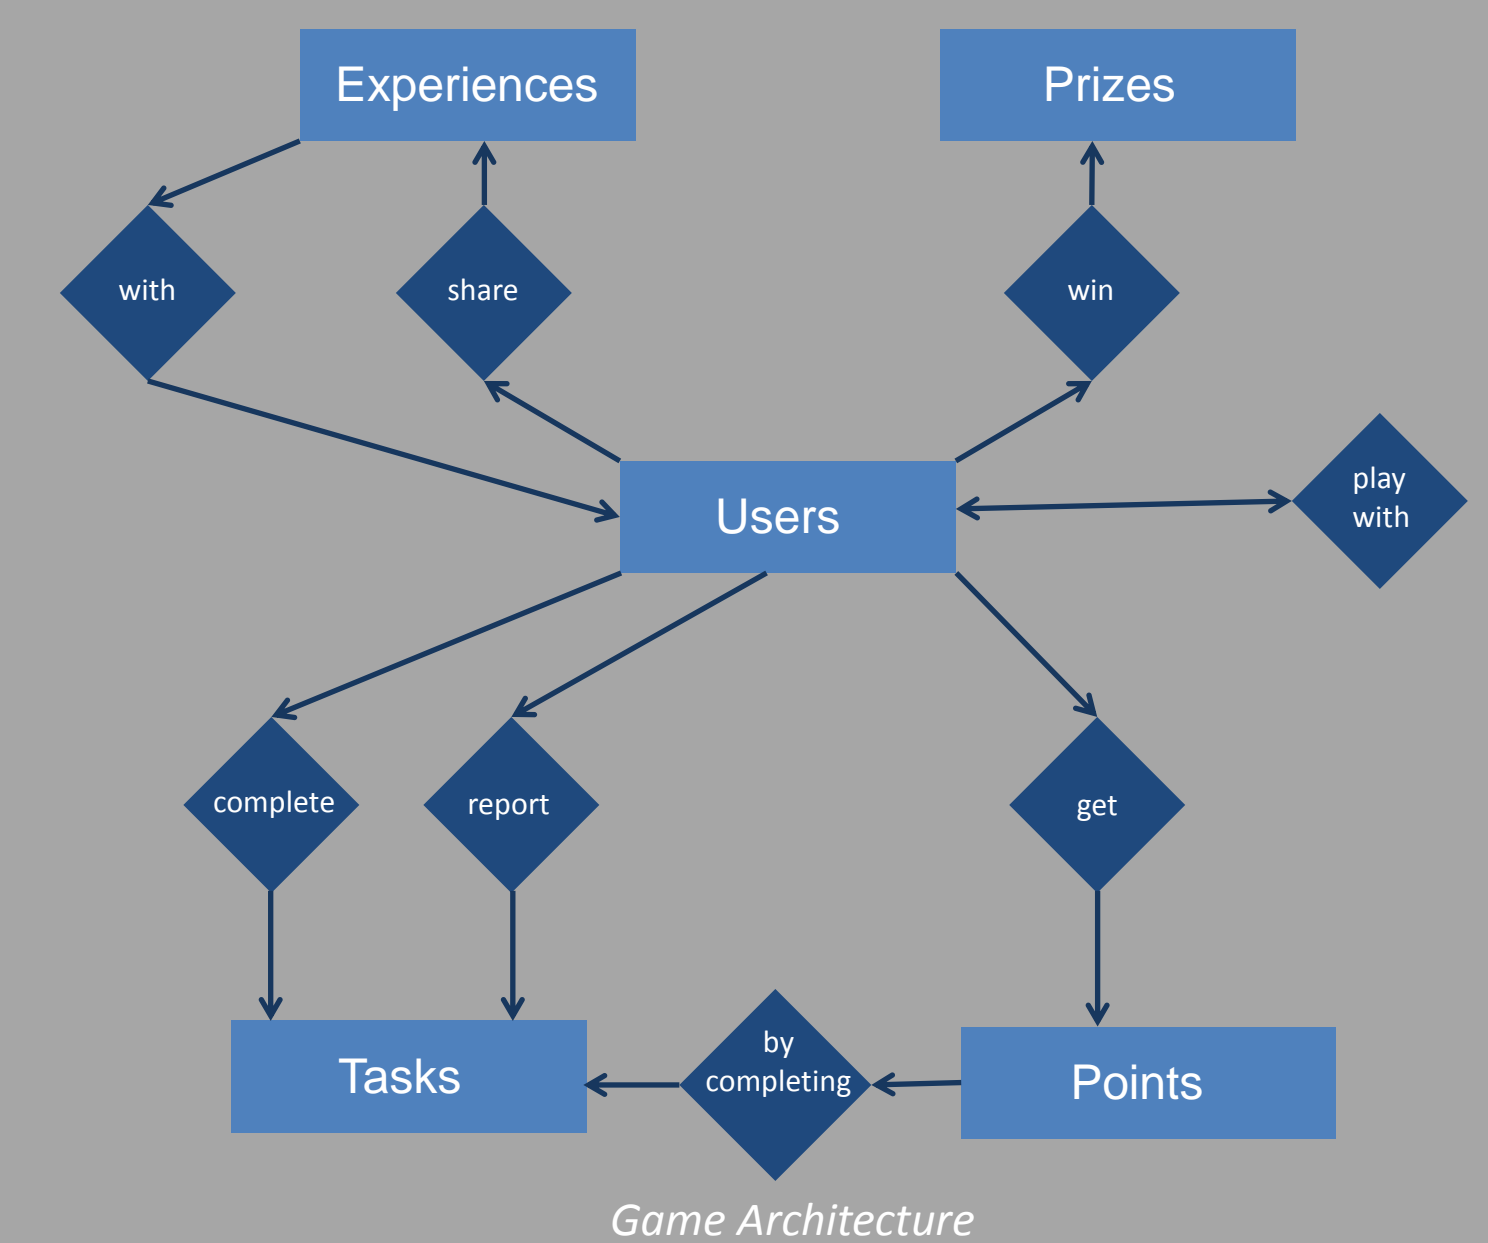 Experiences
Prizes
with
share
win
play
with
Users
complete
report
get
by
completing
Tasks
Points
Game Architecture